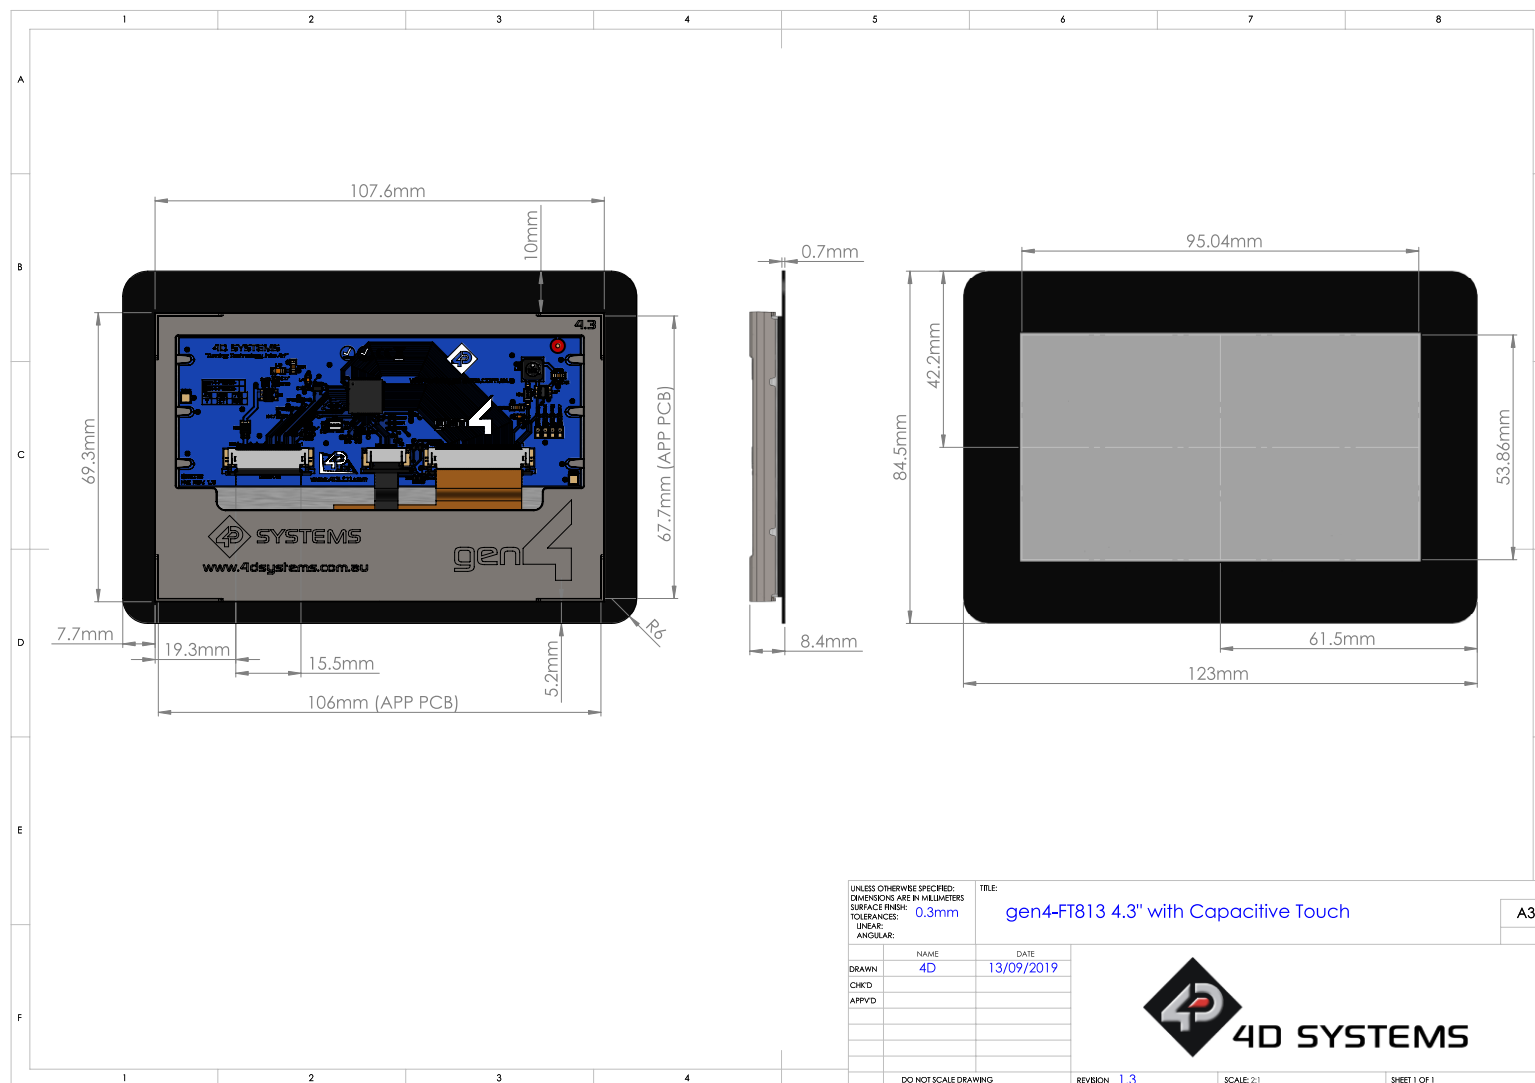 1 2 3 4 5 6 7 8
A
B
C
D
E
F
107.6mm
10mm
0.7mm
95.04mm
4.3
4D SYSTEMS
42.2mm
84.5mm
53.86mm
69.3mm
67.7mm (APP PCB)
4D SYSTEMS
www.4dsystems.com.au
gen4
R6
7.7mm
19.3mm
15.5mm
5.2mm
106mm (APP PCB)
8.4mm
61.5mm
123mm
UNLESS OTHERWISE SPECIFIED:
DIMENSIONS ARE IN MILLIMETERS
SURFACE FINISH:
TOLERANCES: 0.3mm
LINEAR:
ANGULAR:
TITLE:
gen4-FT813 4.3" with Capacitive Touch
A3
NAME DATE
DRAWN 4D 13/09/2019
CHK'D
APPV'D
4D SYSTEMS
DO NOT SCALE DRAWING
REVISION 1.3
SCALE: 2:1
SHEET 1 OF 1
1 2 3 4